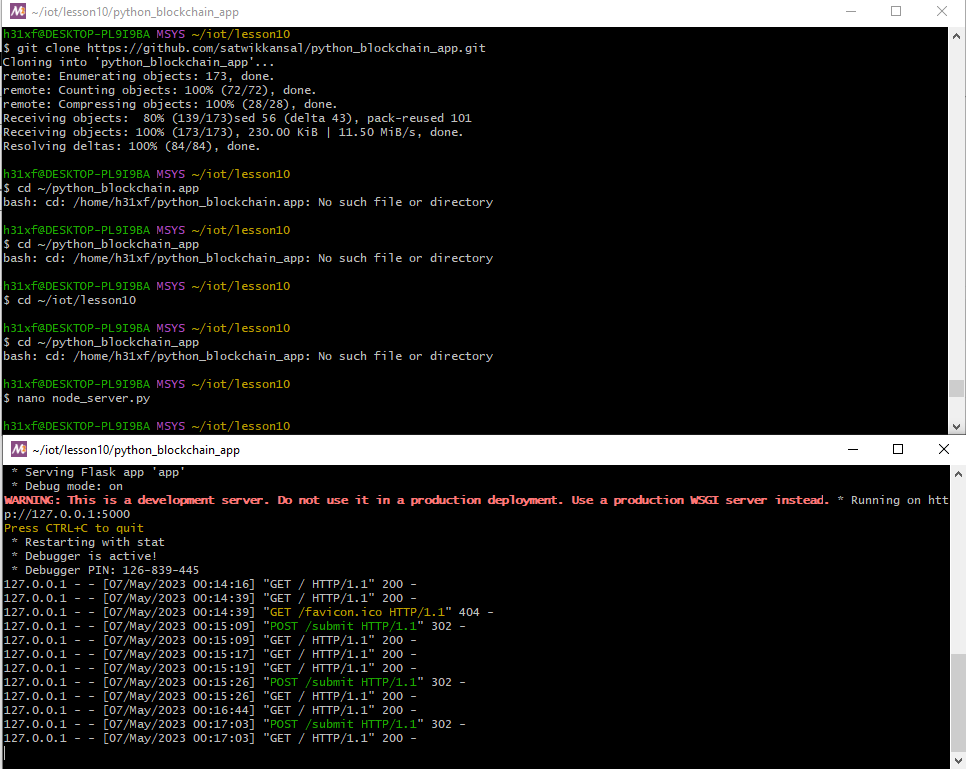 ~/iot/lesson10/python_blockchain_app
h31xf@DESKTOP-PL9I9BA MSYS ~/iot/lesson10
$ git clone https://github.com/satwikkansal/python_blockchain_app.git
Cloning into 'python_blockchain_app'...
remote: Enumerating objects: 173, done.
remote: Counting objects: 100% (72/72), done.
remote: Compressing objects: 100% (28/28), done.
Receiving objects:  80% (139/173)sed 56 (delta 43), pack-reused 101
Receiving objects: 100% (173/173), 230.00 KiB | 11.50 MiB/s, done.
Resolving deltas: 100% (84/84), done.
h31xf@DESKTOP-PL9I9BA MSYS ~/iot/lesson10
$ cd ~/python_blockchain.app
bash: cd: /home/h31xf/python_blockchain.app: No such file or directory
h31xf@DESKTOP-PL9I9BA MSYS ~/iot/lesson10
$ cd ~/python_blockchain_app
bash: cd: /home/h31xf/python_blockchain_app: No such file or directory
h31xf@DESKTOP-PL9I9BA MSYS ~/iot/lesson10
$ cd ~/iot/lesson10
h31xf@DESKTOP-PL9I9BA MSYS ~/iot/lesson10
$ cd ~/python_blockchain_app
bash: cd: /home/h31xf/python_blockchain_app: No such file or directory
h31xf@DESKTOP-PL9I9BA MSYS ~/iot/lesson10
$ nano node_server.py
h31xf@DESKTOP-PL9I9BA MSYS ~/iot/lesson10
~/iot/lesson10/python_blockchain_app
 * Serving Flask app 'app'
 * Debug mode: on
WARNING: This is a development server. Do not use it in a production deployment. Use a production WSGI server instead. * Running on htt
p://127.0.0.1:5000
Press CTRL+C to quit
 * Restarting with stat
 * Debugger is active!
 * Debugger PIN: 126-839-445
127.0.0.1 - - [07/May/2023 00:14:16] "GET / HTTP/1.1" 200 -
127.0.0.1 - - [07/May/2023 00:14:39] "GET / HTTP/1.1" 200 -
127.0.0.1 - - [07/May/2023 00:14:39] "GET /favicon.ico HTTP/1.1" 404 -
127.0.0.1 - - [07/May/2023 00:15:09] "POST /submit HTTP/1.1" 302 -
127.0.0.1 - - [07/May/2023 00:15:09] "GET / HTTP/1.1" 200 -
127.0.0.1 - - [07/May/2023 00:15:17] "GET / HTTP/1.1" 200 -
127.0.0.1 - - [07/May/2023 00:15:19] "GET / HTTP/1.1" 200 -
127.0.0.1 - - [07/May/2023 00:15:26] "POST /submit HTTP/1.1" 302 -
127.0.0.1 - - [07/May/2023 00:15:26] "GET / HTTP/1.1" 200 -
127.0.0.1 - - [07/May/2023 00:16:44] "GET / HTTP/1.1" 200 -
127.0.0.1 - - [07/May/2023 00:17:03] "POST /submit HTTP/1.1" 302 -
127.0.0.1 - - [07/May/2023 00:17:03] "GET / HTTP/1.1" 200 -